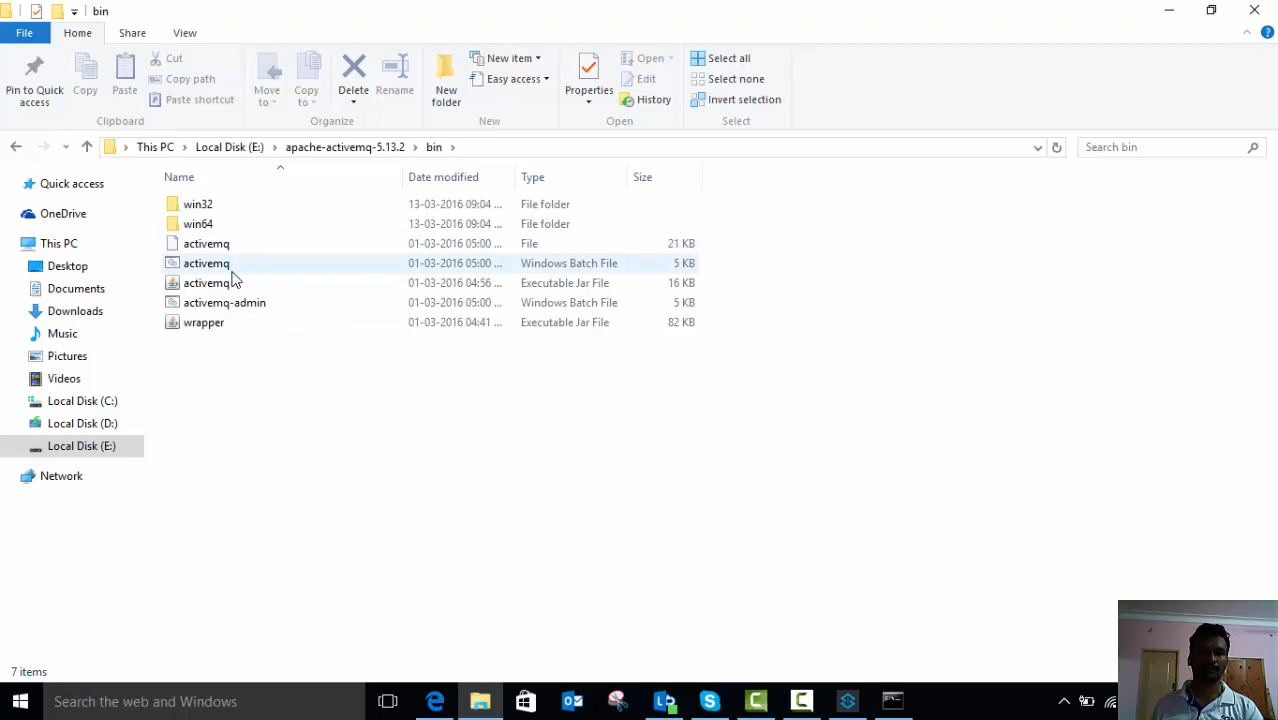 bin
File Home Share View
Pin to Quick access
Copy
Paste
Cut
Copy path
Paste shortcut
Clipboard
Move to
Copy to
Delete
Rename
Organize
New folder
New item
Easy access
New
Properties
Open
Edit
History
Open
Select all
Select none
Invert selection
Select
This PC Local Disk (E:) apache-activemq-5.13.2 bin
Search bin
Quick access
OneDrive
This PC
Desktop
Documents
Downloads
Music
Pictures
Videos
Local Disk (C:)
Local Disk (D:)
Local Disk (E:)
Network
Name Date modified Type Size
win32 13-03-2016 09:04 ... File folder
win64 13-03-2016 09:04 ... File folder
activemq 01-03-2016 05:00 ... File 21 KB
activemq 01-03-2016 05:00 ... Windows Batch File 5 KB
activemq 01-03-2016 04:56 ... Executable Jar File 16 KB
activemq-admin 01-03-2016 05:00 ... Windows Batch File 5 KB
wrapper 01-03-2016 04:41 ... Executable Jar File 82 KB
7 items
Search the web and Windows